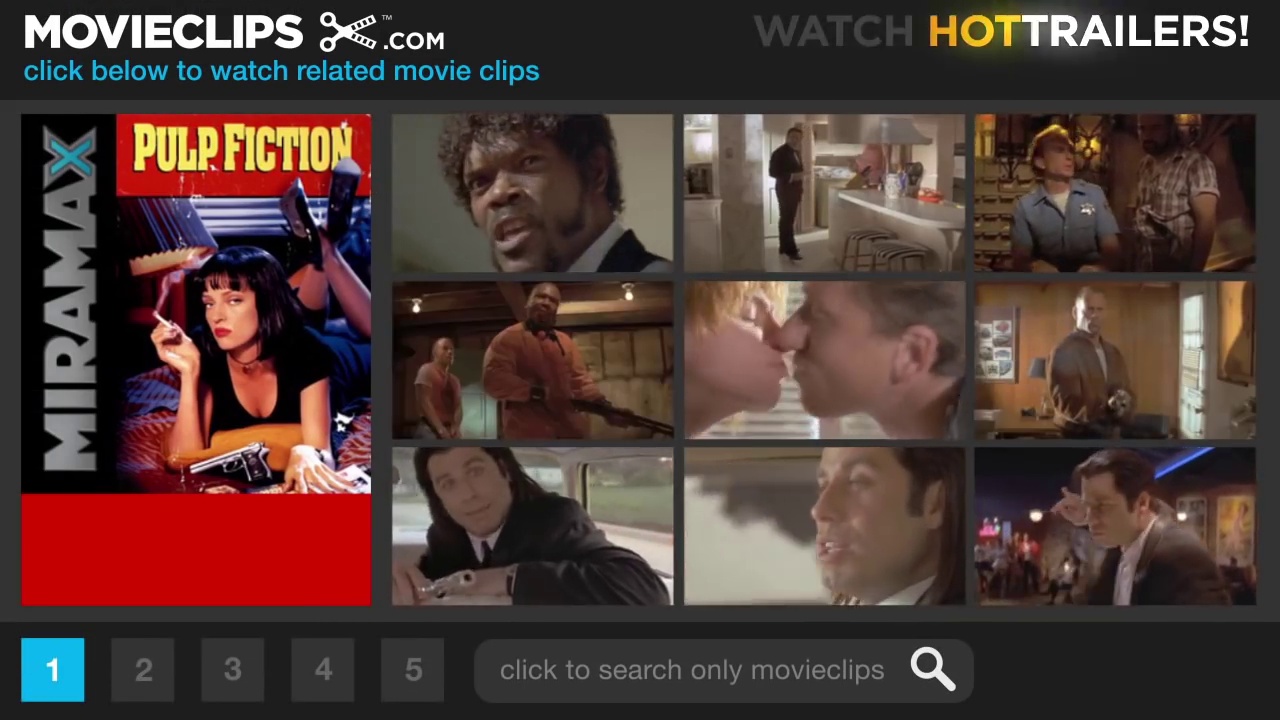 MOVIECLIPS ™ .COM
click below to watch related movie clips
WATCH HOTTRAILERS!
MIRAMAX
PULP FICTION
1 2 3 4 5
click to search only movieclips